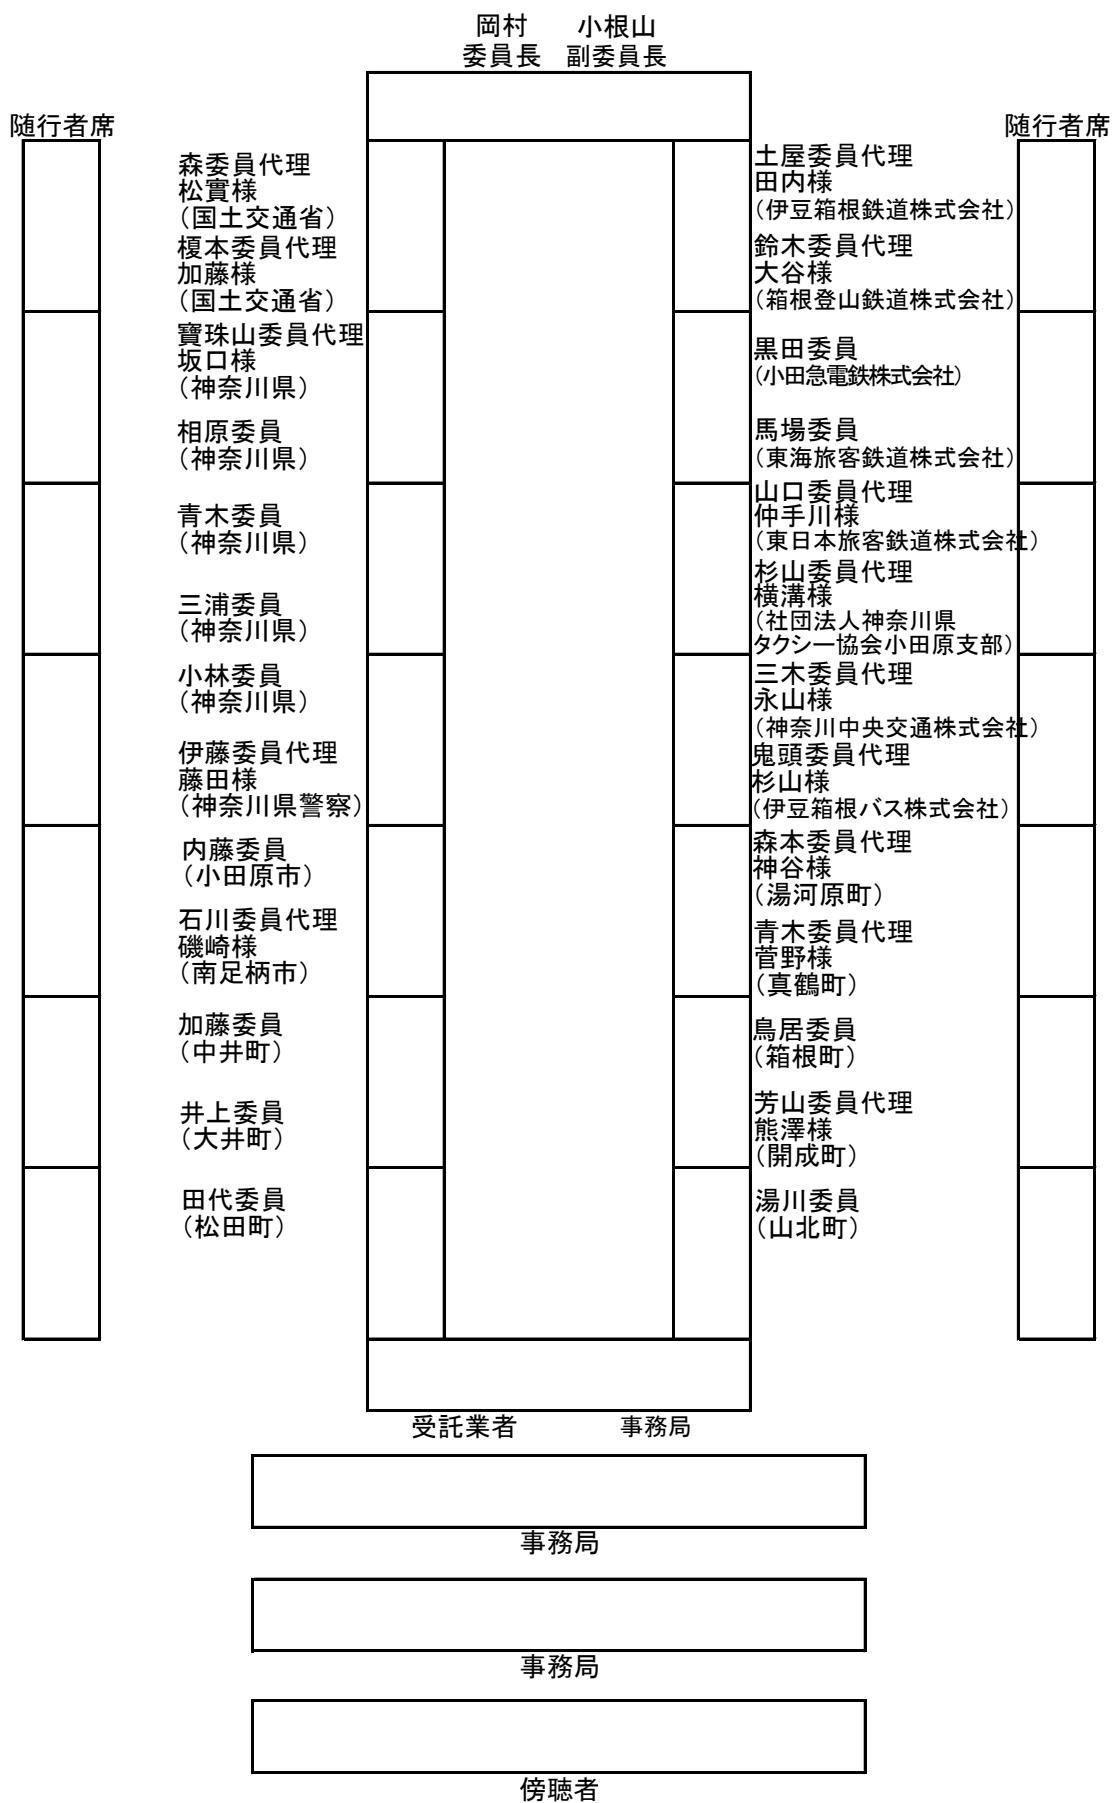 岡村
委員長
小根山
副委員長
随行者席
森委員代理
松實様
（国土交通省）
榎本委員代理
加藤様
（国土交通省）
寶珠山委員代理
坂口様
（神奈川県）
相原委員
（神奈川県）
青木委員
（神奈川県）
三浦委員
（神奈川県）
小林委員
（神奈川県）
伊藤委員代理
藤田様
（神奈川県警察）
内藤委員
（小田原市）
石川委員代理
磯崎様
（南足柄市）
加藤委員
（中井町）
井上委員
（大井町）
田代委員
（松田町）
土屋委員代理
田内様
（伊豆箱根鉄道株式会社）
鈴木委員代理
大谷様
（箱根登山鉄道株式会社）
黒田委員
（小田急電鉄株式会社）
馬場委員
（東海旅客鉄道株式会社）
山口委員代理
仲手川様
（東日本旅客鉄道株式会社）
杉山委員代理
横溝様
（社団法人神奈川県
タクシー協会小田原支部）
三木委員代理
永山様
（神奈川中央交通株式会社）
鬼頭委員代理
杉山様
（伊豆箱根バス株式会社）
森本委員代理
神谷様
（湯河原町）
青木委員代理
菅野様
（真鶴町）
鳥居委員
（箱根町）
芳山委員代理
熊澤様
（開成町）
湯川委員
（山北町）
随行者席
受託業者
事務局
事務局
事務局
傍聴者